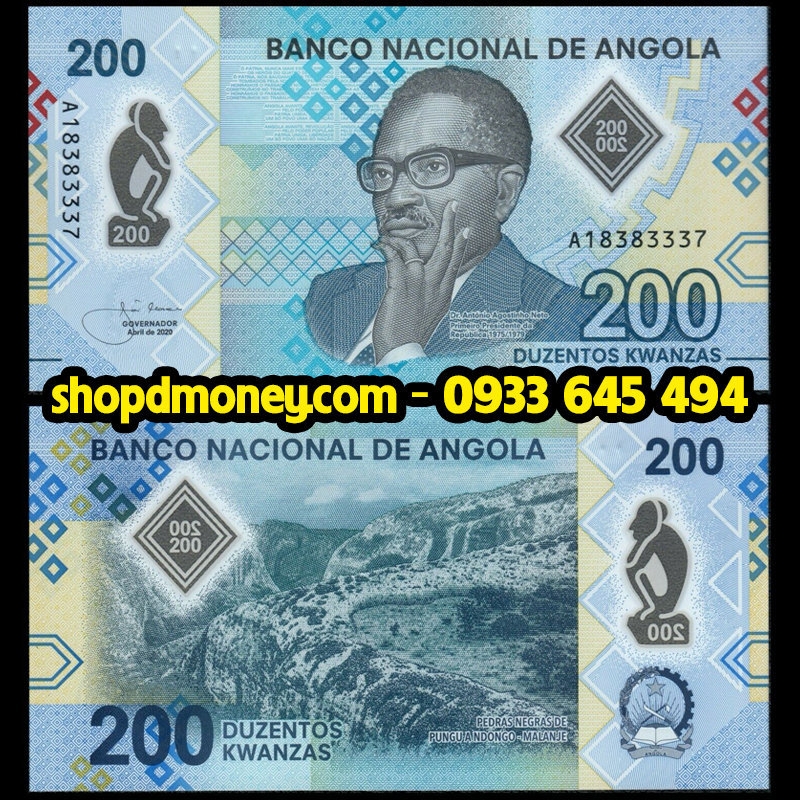 200
BANCO NACIONAL DE ANGOLA
A18383337
200
200
200
A18383337
GOVERNADOR
Abril de 2020
Dr. António Agostinho Neto
Primeiro Presidente da
República 1975/1979
200
DUZENTOS KWANZAS
shopdmoney.com - 0933 645 494
BANCO NACIONAL DE ANGOLA
200
200
200
200
200
DUZENTOS
KWANZAS
PEDRAS NEGRAS DE
PUNGU A NDONGO - MALANJE